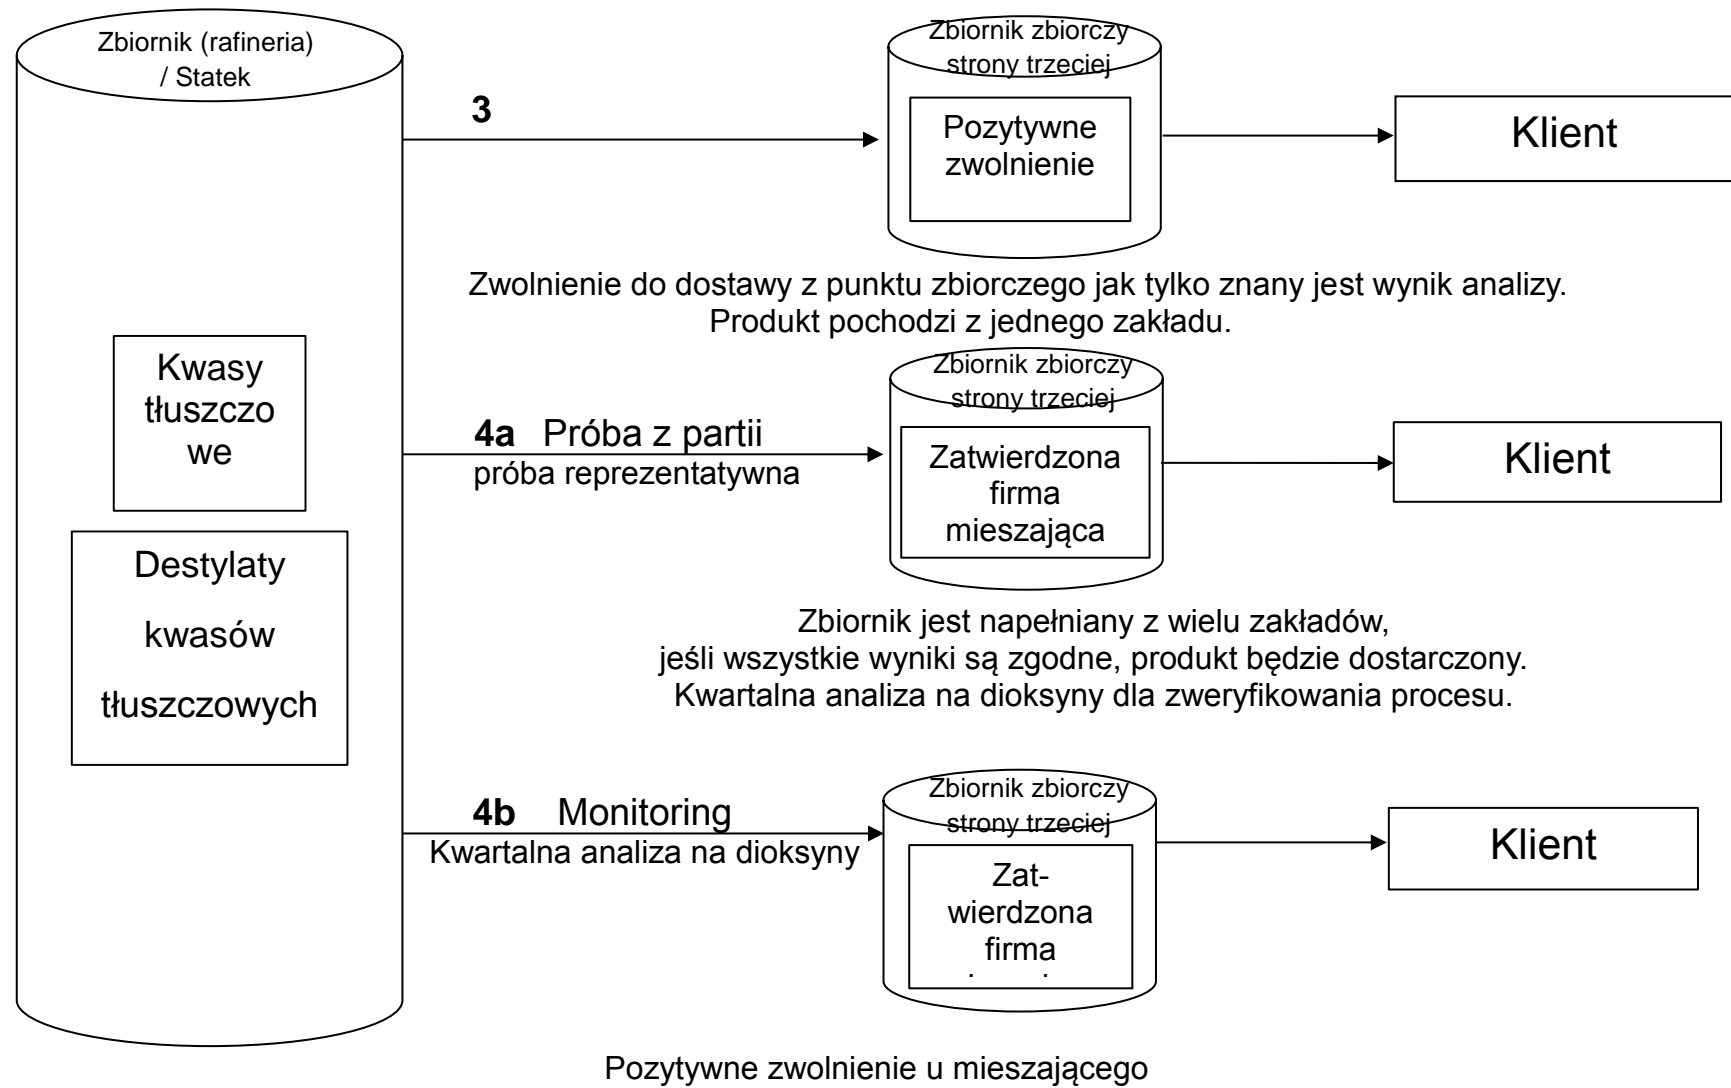 Zbiornik (rafineria)
/ Statek
Kwasy
tłuszczo
we
Destylaty
kwasów
tłuszczowych
3
Zbiornik zbiorczy
strony trzeciej
Pozytywne
zwolnienie
Klient
Zwolnienie do dostawy z punktu zbiorczego jak tylko znany jest wynik analizy.
Produkt pochodzi z jednego zakładu.
4a Próba z partii
próba reprezentatywna
Zbiornik zbiorczy
strony trzeciej
Zatwierdzona
firma
mieszająca
Klient
Zbiornik jest napełniany z wielu zakładów,
jeśli wszystkie wyniki są zgodne, produkt będzie dostarczony.
Kwartalna analiza na dioksyny dla zweryfikowania procesu.
4b Monitoring
Kwartalna analiza na dioksyny
Zbiornik zbiorczy
strony trzeciej
Zat-
wierdzona
firma
Klient
Pozytywne zwolnienie u mieszającego